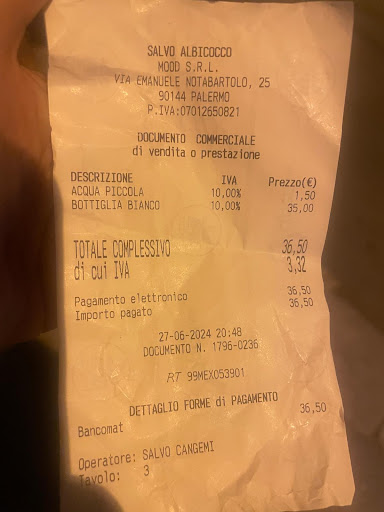 SALVO ALBICOCCO
MOOD S.R.L.
VIA EMANUELE NOTABARTOLO, 25
90144 PALERMO
P.IVA:07012650821
DOCUMENTO COMMERCIALE
di vendita o prestazione
DESCRIZIONE IVA Prezzo(€)
ACQUA PICCOLA 10,00% 1,50
BOTTIGLIA BIANCO 10,00% 35,00
TOTALE COMPLESSIVO 36,50
di cui IVA 3,32
Pagamento elettronico 36,50
Importo pagato 36,50
27-06-2024 20:48
DOCUMENTO N. 1796-0236
RT 99MEX053901
DETTAGLIO FORME di PAGAMENTO
Bancomat 36,50
Operatore: SALVO CANGEMI
Tavolo: 3